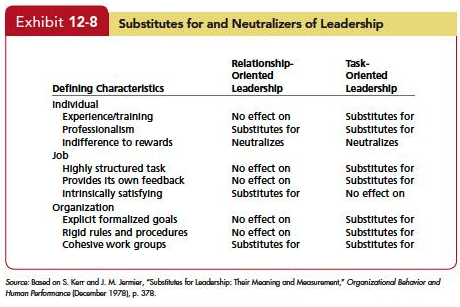 Exhibit 12-8 Substitutes for and Neutralizers of Leadership
Relationship- Task-
Oriented Oriented
Defining Characteristics Leadership Leadership
Individual
Experience/training No effect on Substitutes for
Professionalism Substitutes for Substitutes for
Indifference to rewards Neutralizes Neutralizes
Job
Highly structured task No effect on Substitutes for
Provides its own feedback No effect on Substitutes for
Intrinsically satisfying Substitutes for No effect on
Organization
Explicit formalized goals No effect on Substitutes for
Rigid rules and procedures No effect on Substitutes for
Cohesive work groups Substitutes for Substitutes for
Source: Based on S. Kerr and J. M. Jermier, "Substitutes for Leadership: Their Meaning and Measurement," Organizational Behavior and
Human Performance (December 1978), p. 378.